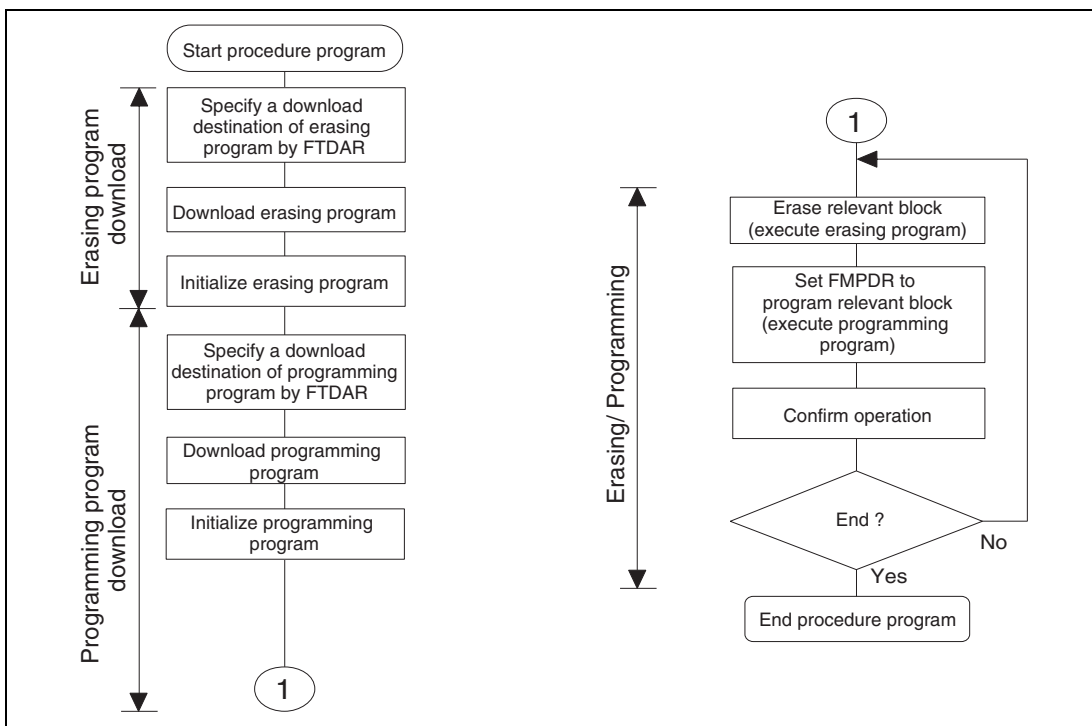 Start procedure program
Erasing program
download
Specify a download
destination of erasing
program by FTDAR
Download erasing program
Initialize erasing program
Programming program
download
Specify a download
destination of programming
program by FTDAR
Download programming
program
Initialize programming
program
1
1
Erasing/ Programming
Erase relevant block
(execute erasing program)
Set FMPDR to
program relevant block
(execute programming
program)
Confirm operation
End ?
No
Yes
End procedure program